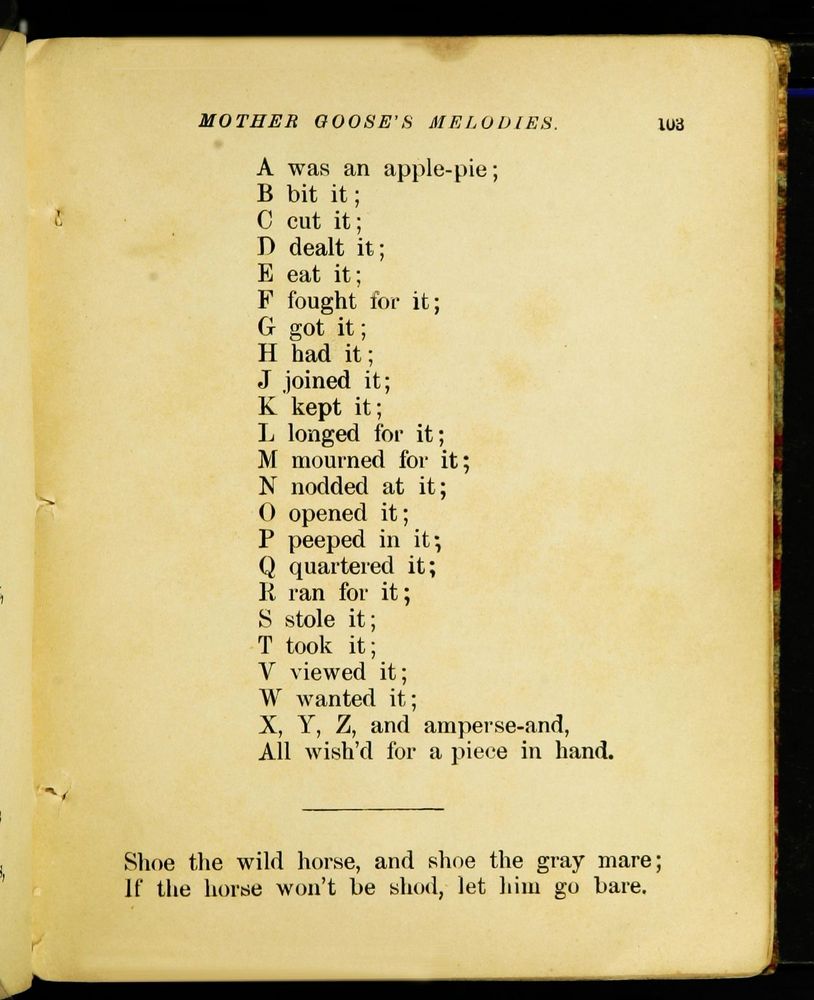 MOTHER GOOSE'S MELODIES. 103
A was an apple-pie;
B bit it;
C cut it;
D dealt it;
E eat it;
F fought for it;
G got it;
H had it;
J joined it;
K kept it;
L longed for it;
M mourned for it;
N nodded at it;
O opened it;
P peeped in it;
Q quartered it;
R ran for it;
S stole it;
T took it;
V viewed it;
W wanted it;
X, Y, Z, and amperse-and,
All wish'd for a piece in hand.
Shoe the wild horse, and shoe the gray mare;
If the horse won't be shod, let him go bare.